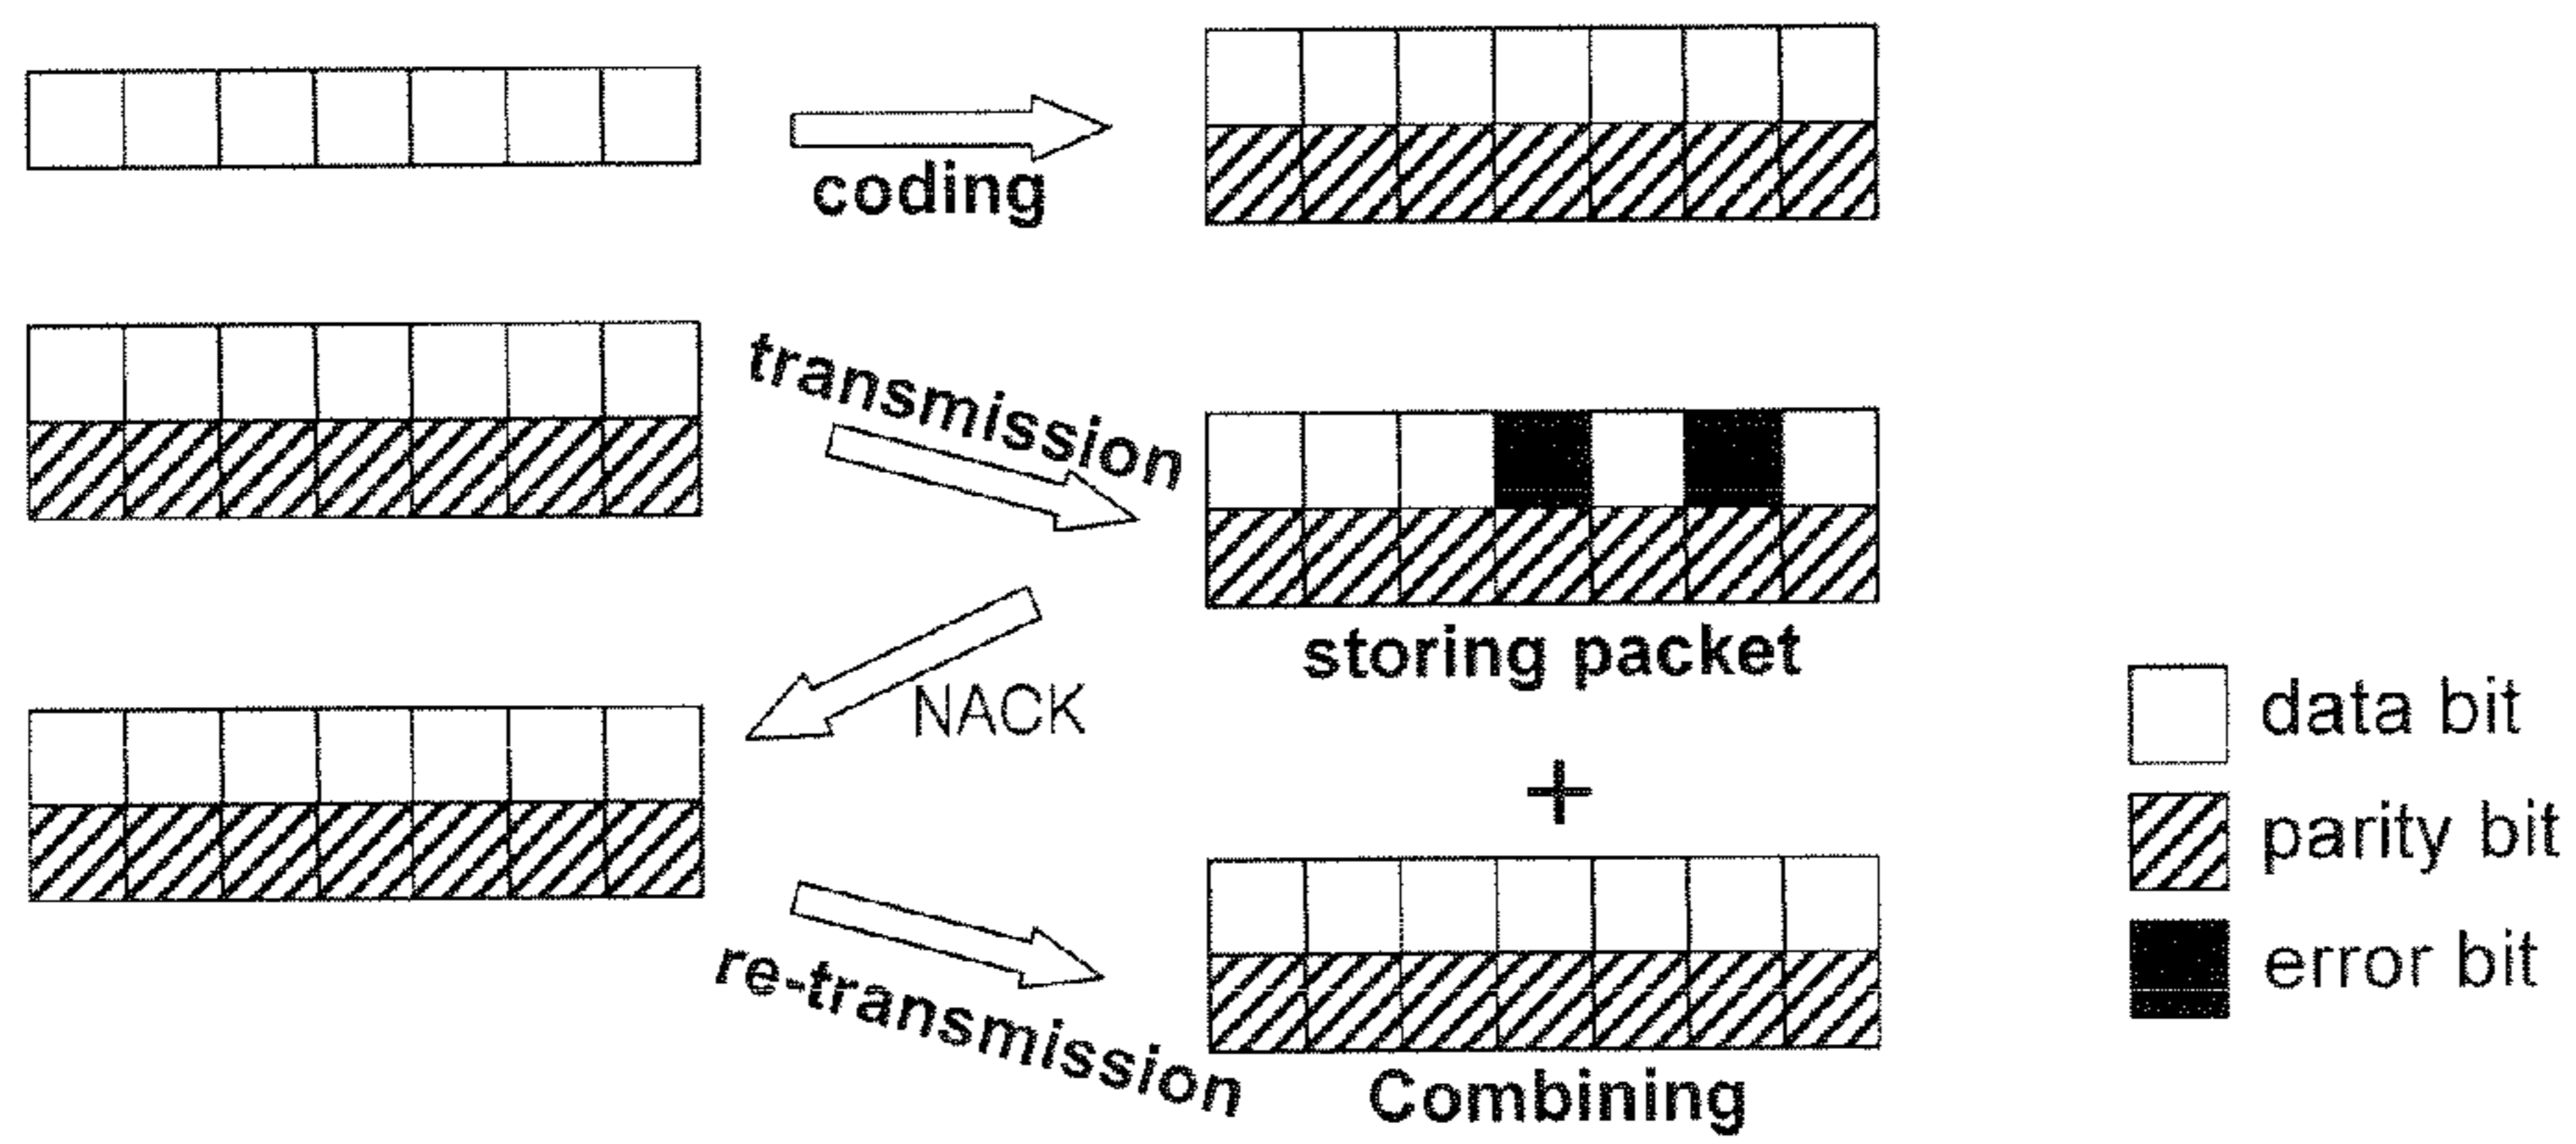 coding
transmission
storing packet
NACK
+
re-transmission
Combining
data bit
parity bit
error bit